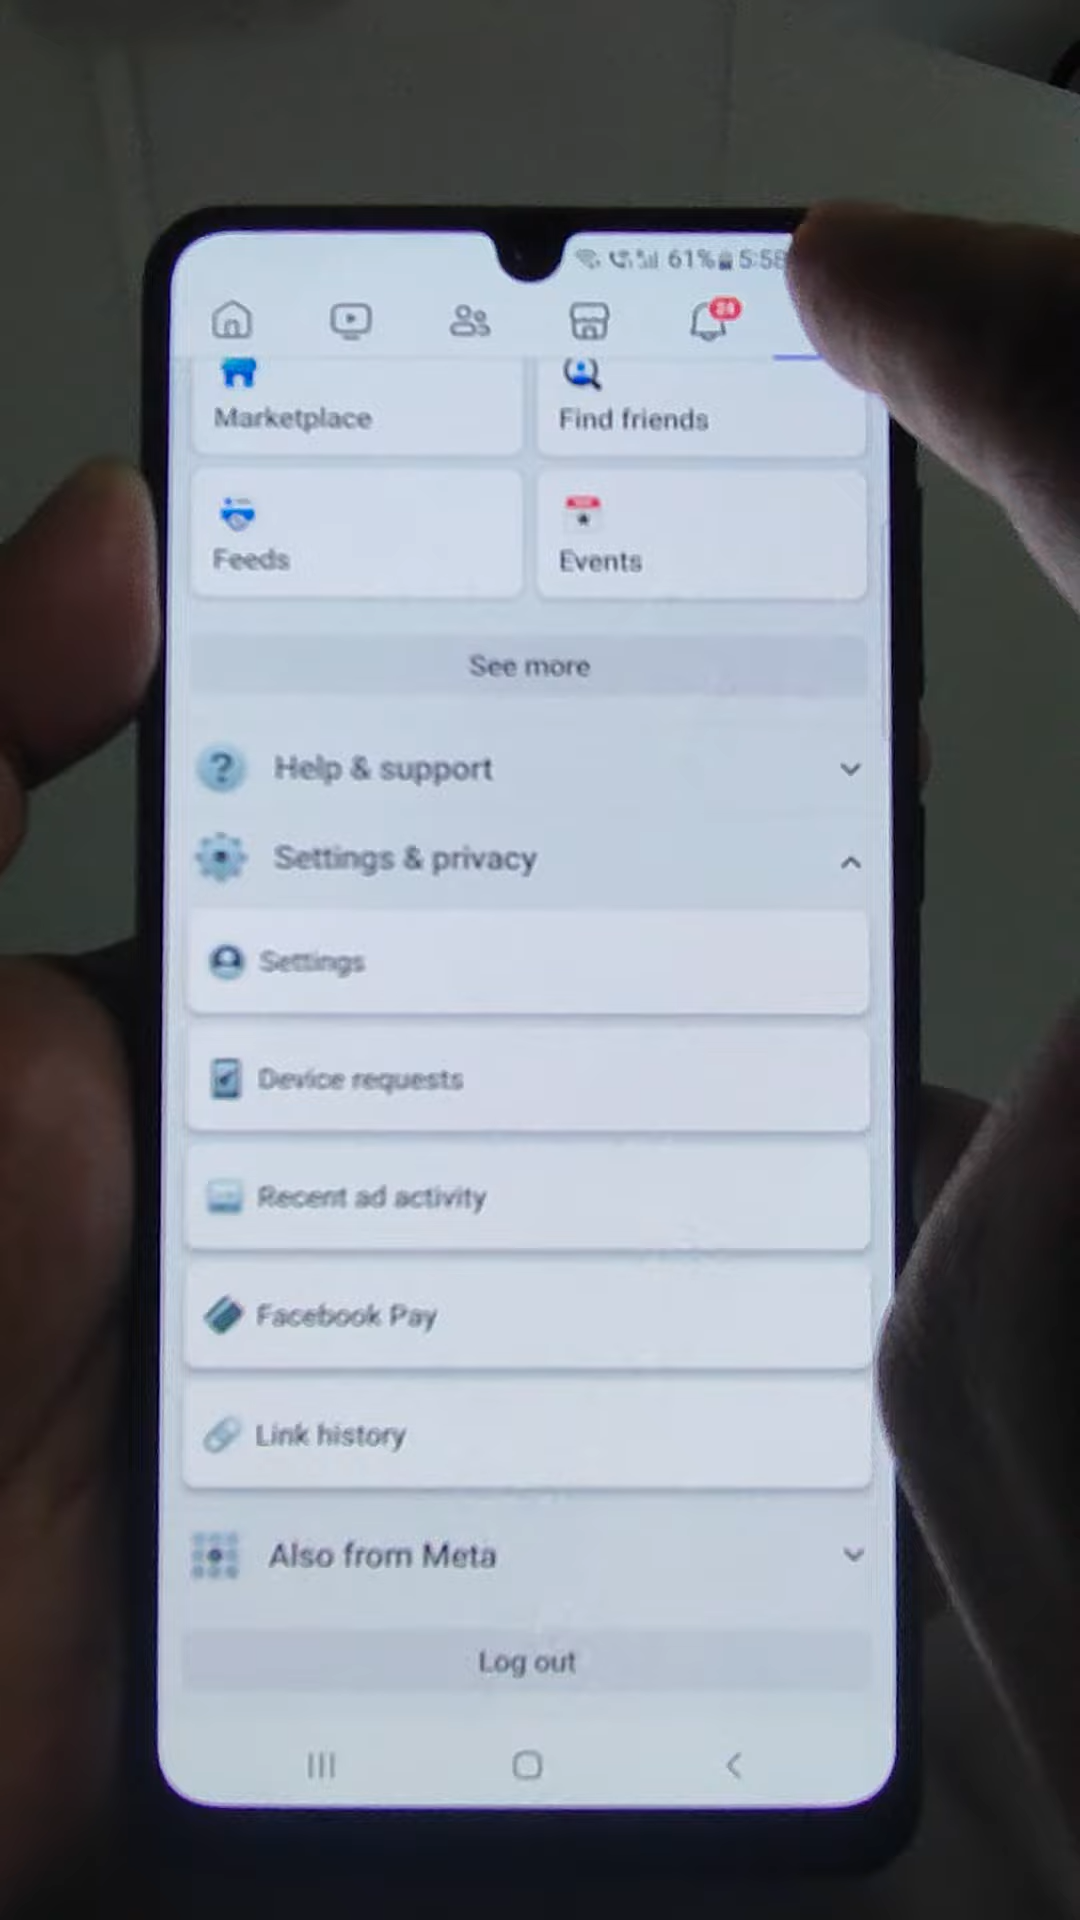 61% 5:58
Marketplace
Find friends
Feeds
Events
See more
? Help & support
Settings & privacy
Settings
Device requests
Recent ad activity
Facebook Pay
Link history
Also from Meta
Log out